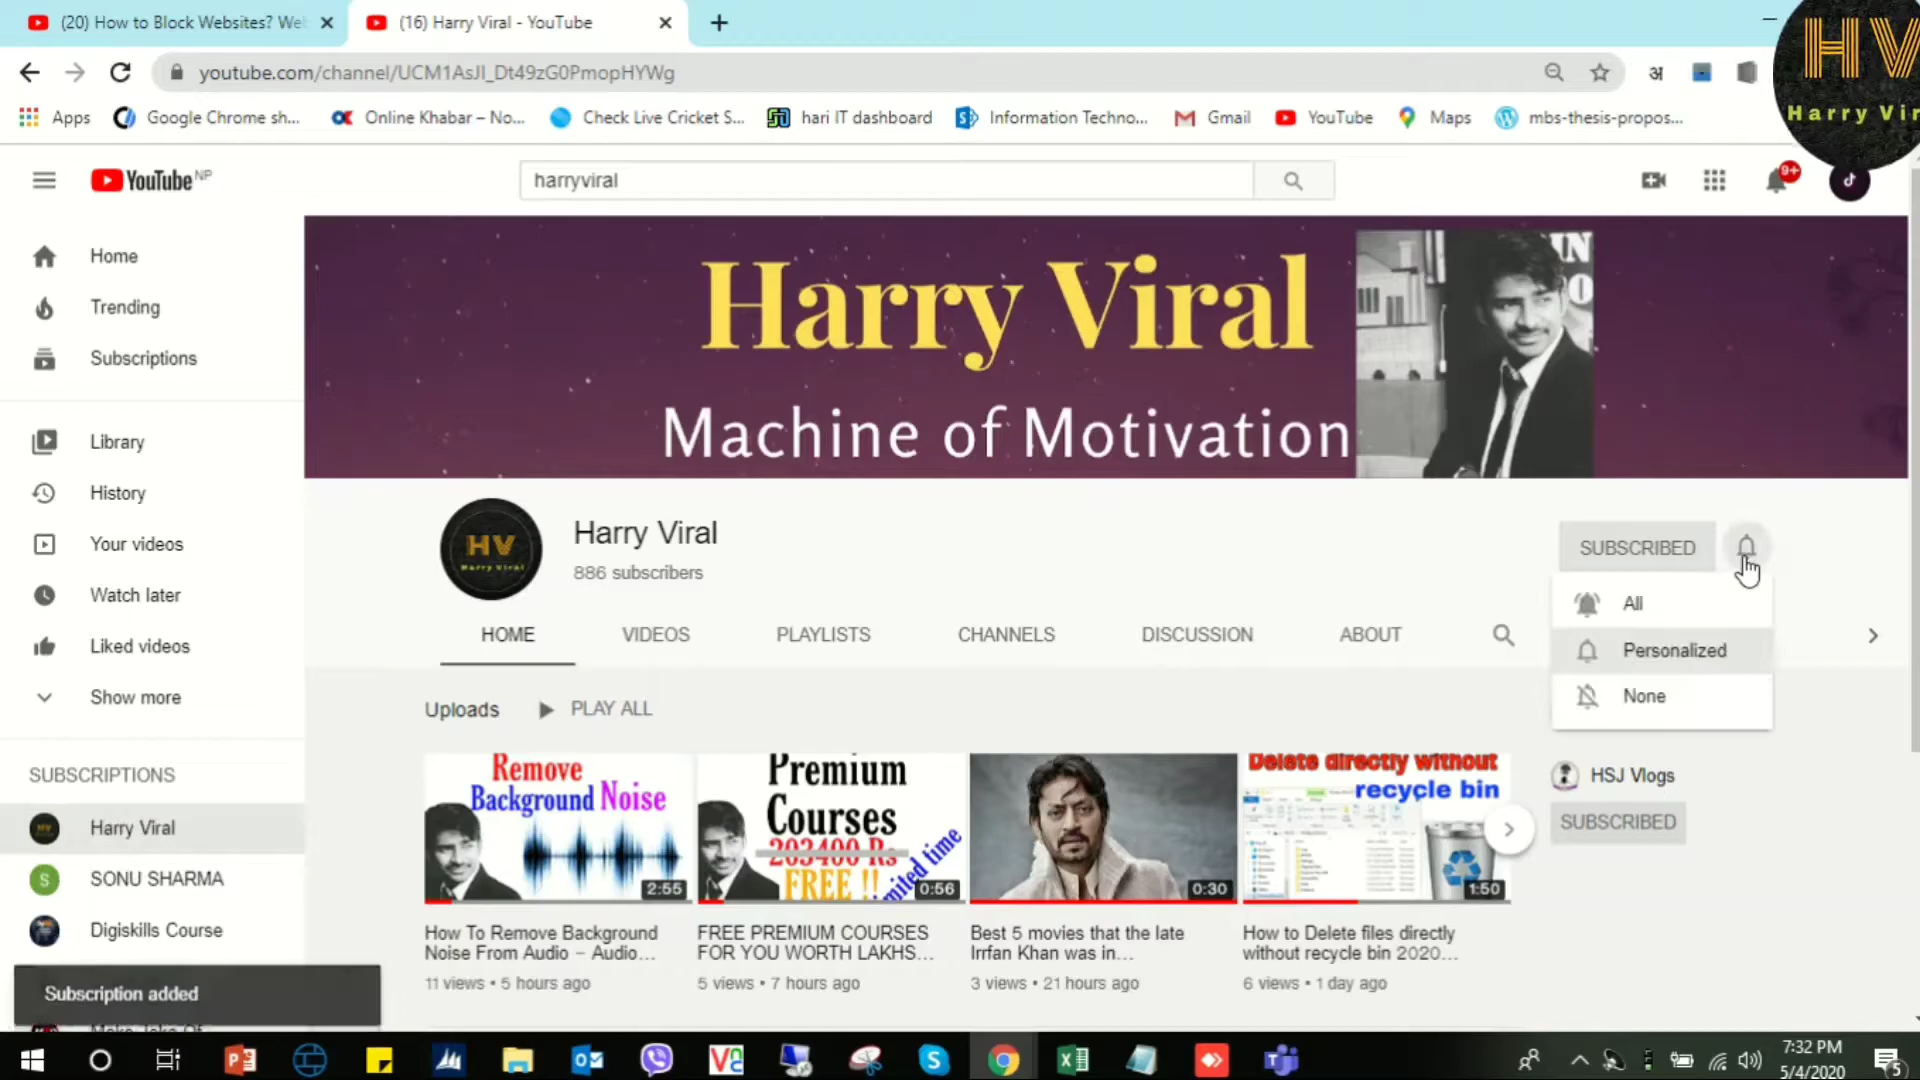 (20) How to Block Websites? We
(16) Harry Viral - YouTube
youtube.com/channel/UCM1AsJl_Dt49zG0PmopHYWg
अ
HV
Harry Vir
Apps
Google Chrome sh...
Online Khabar – No...
Check Live Cricket S...
hari IT dashboard
Information Techno...
Gmail
YouTube
Maps
mbs-thesis-propos...
YouTube NP
harryviral
9+
Home
Trending
Subscriptions
Library
History
Your videos
Watch later
Liked videos
Show more
SUBSCRIPTIONS
Harry Viral
SONU SHARMA
Digiskills Course
Subscription added
Harry Viral
Machine of Motivation
HV
Harry Viral
Harry Viral
886 subscribers
SUBSCRIBED
All
Personalized
None
HOME
VIDEOS
PLAYLISTS
CHANNELS
DISCUSSION
ABOUT
Uploads
PLAY ALL
Remove
Background Noise
2:55
How To Remove Background
Noise From Audio – Audio...
11 views • 5 hours ago
Premium
Courses
203400 Rs
FREE !!
limited time
0:56
FREE PREMIUM COURSES
FOR YOU WORTH LAKHS...
5 views • 7 hours ago
0:30
Best 5 movies that the late
Irrfan Khan was in...
3 views • 21 hours ago
Delete directly without
recycle bin
1:50
How to Delete files directly
without recycle bin 2020...
6 views • 1 day ago
HSJ Vlogs
SUBSCRIBED
7:32 PM
5/4/2020
5